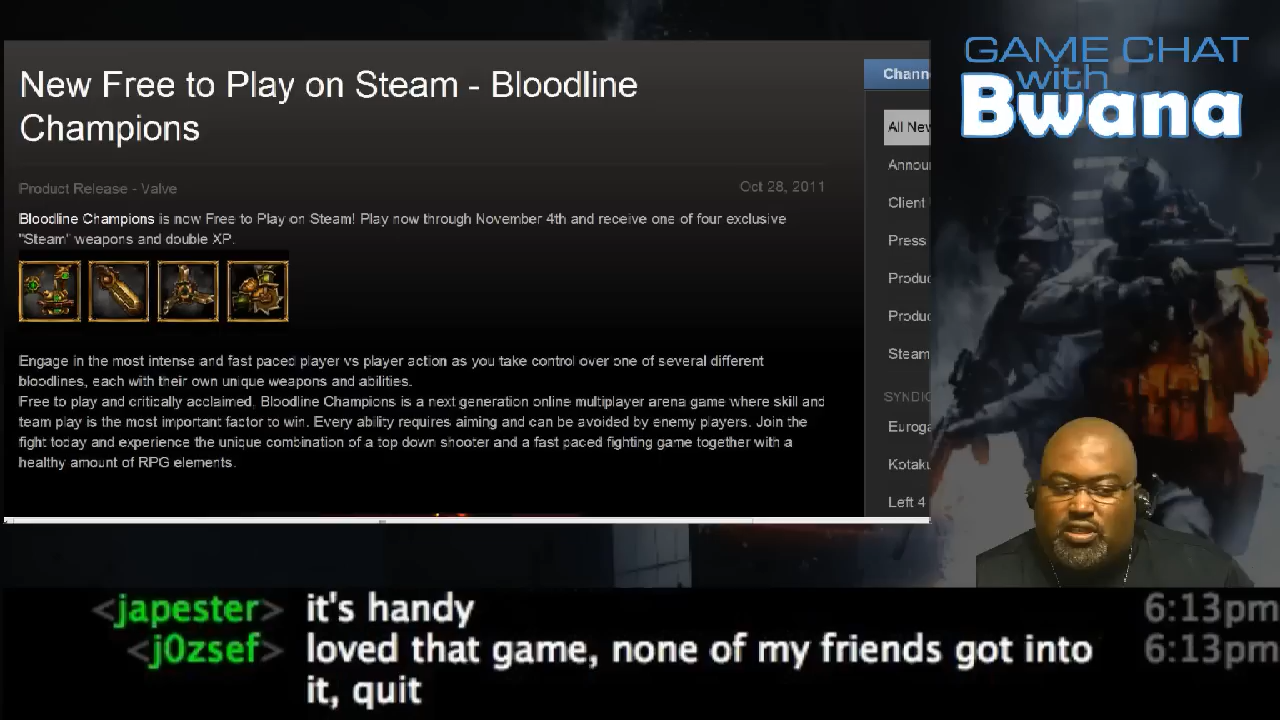 New Free to Play on Steam - Bloodline
Champions
Product Release - Valve
Oct 28, 2011
Bloodline Champions is now Free to Play on Steam! Play now through November 4th and receive one of four exclusive
"Steam" weapons and double XP.
Engage in the most intense and fast paced player vs player action as you take control over one of several different
bloodlines, each with their own unique weapons and abilities.
Free to play and critically acclaimed, Bloodline Champions is a next generation online multiplayer arena game where skill and
team play is the most important factor to win. Every ability requires aiming and can be avoided by enemy players. Join the
fight today and experience the unique combination of a top down shooter and a fast paced fighting game together with a
healthy amount of RPG elements.
Chann
All Nev
Annou
Client
Press
Produ
Produ
Steam
SYNDI
Euroga
Kotaku
Left 4
GAME CHAT
with
Bwana
<japester> it's handy 6:13pm
<j0zsef> loved that game, none of my friends got into 6:13pm
it, quit